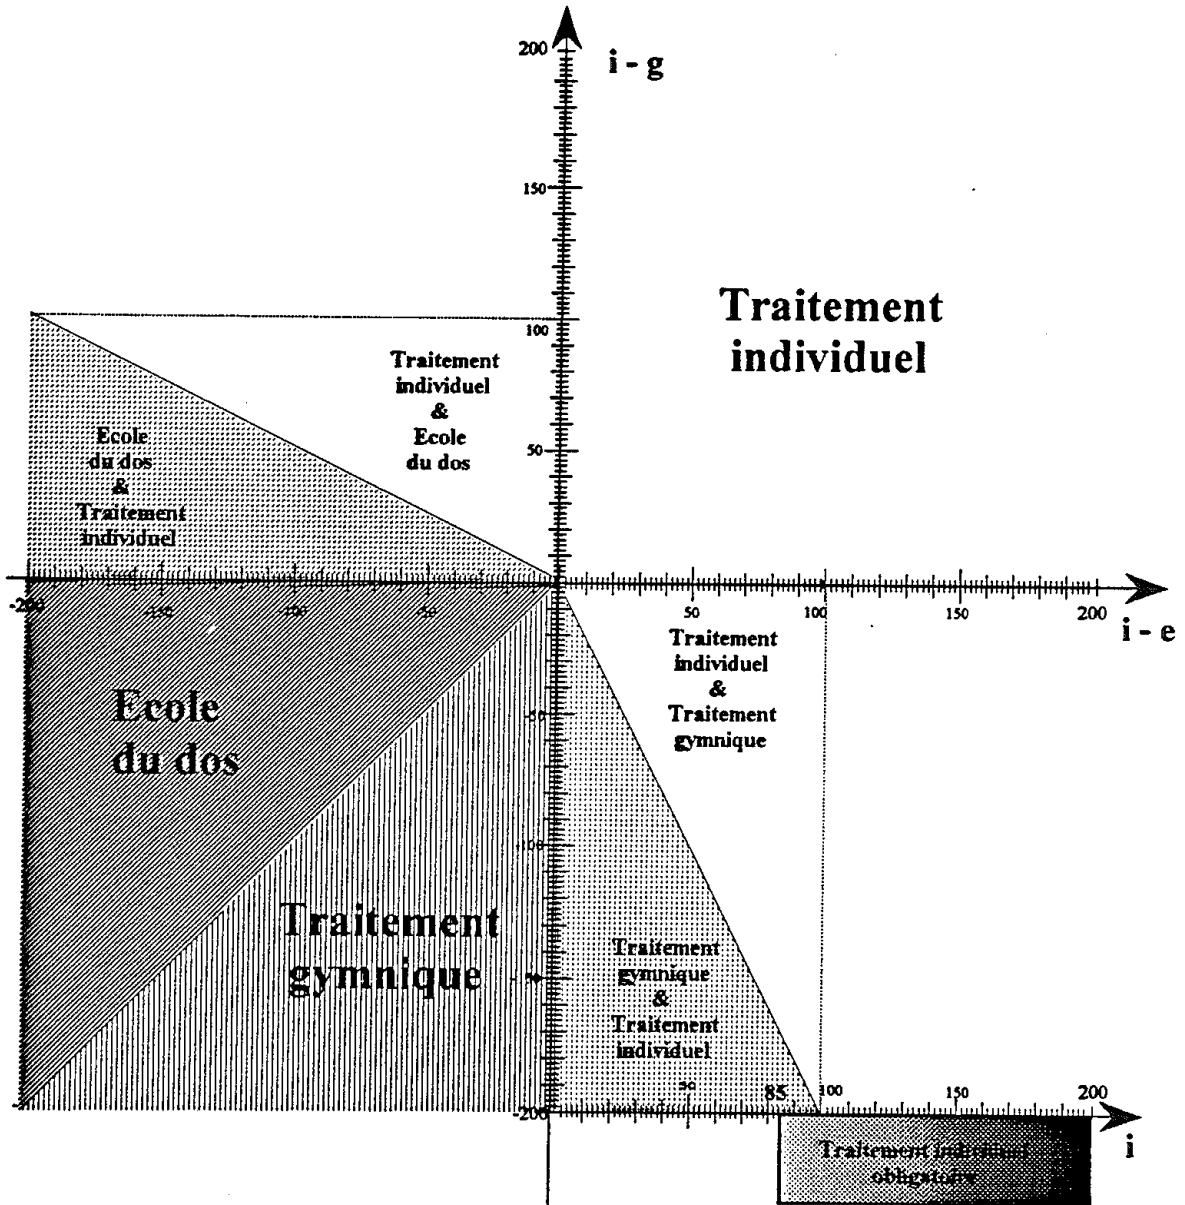 200
i - g
150
Traitement
individuel
100
Traitement
individuel
&
Ecole
du dos
50
Ecole
du dos
&
Traitement
individuel
-200
-150
-100
-50
50
100
150
200
i - e
Traitement
individuel
&
Traitement
gymnique
-50
Ecole
du dos
-100
Traitement
gymnique
Traitement
gymnique
&
Traitement
individuel
50
85
100
150
200
-200
i
Traitement individuel
obligatoire